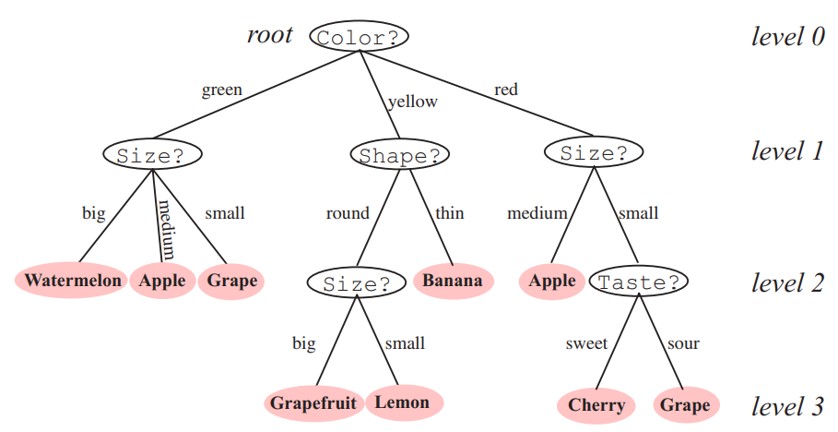 root Color? level 0
green yellow red
Size? Shape? Size? level 1
big medium small round thin medium small
Watermelon Apple Grape Size? Banana Apple Taste? level 2
big small sweet sour
Grapefruit Lemon Cherry Grape level 3